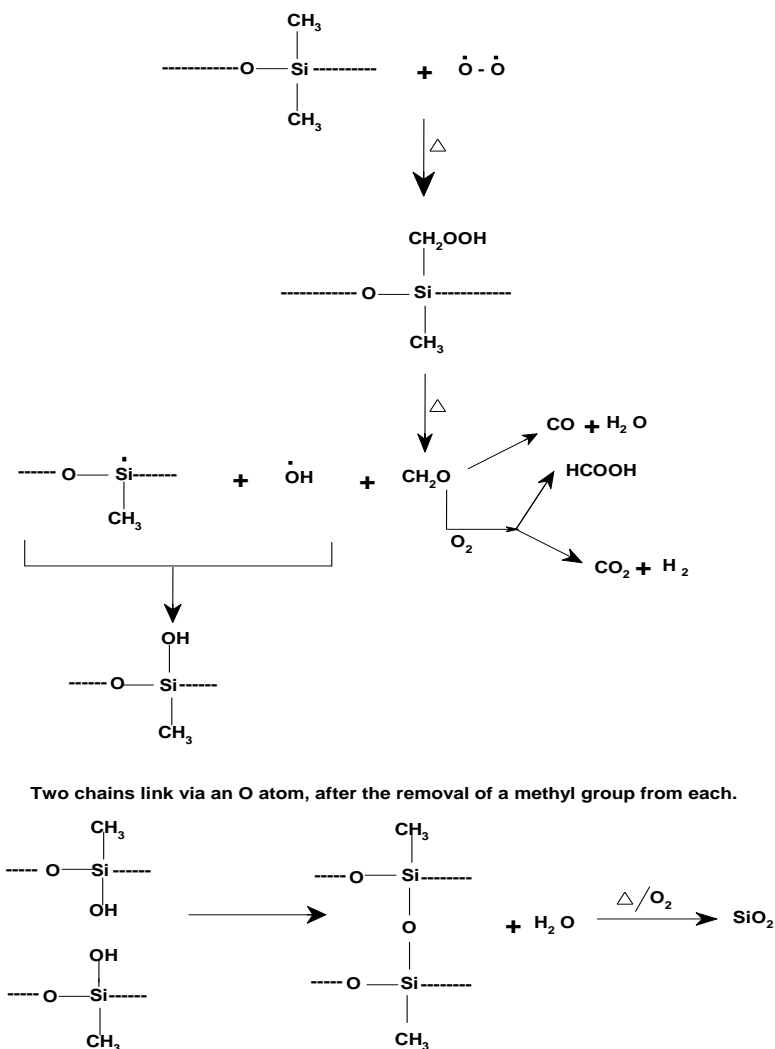 CH3
O Si + Ȯ - Ȯ
CH3
△
CH2OOH
O Si
CH3
△
CO + H2 O
O Si + ȮH + CH2O HCOOH
CH3
O2
CO2 + H 2
OH
O Si
CH3
Two chains link via an O atom, after the removal of a methyl group from each.
CH3 CH3
O Si O Si
OH O + H2 O △/O2 SiO2
OH
O Si O Si
CH3 CH3